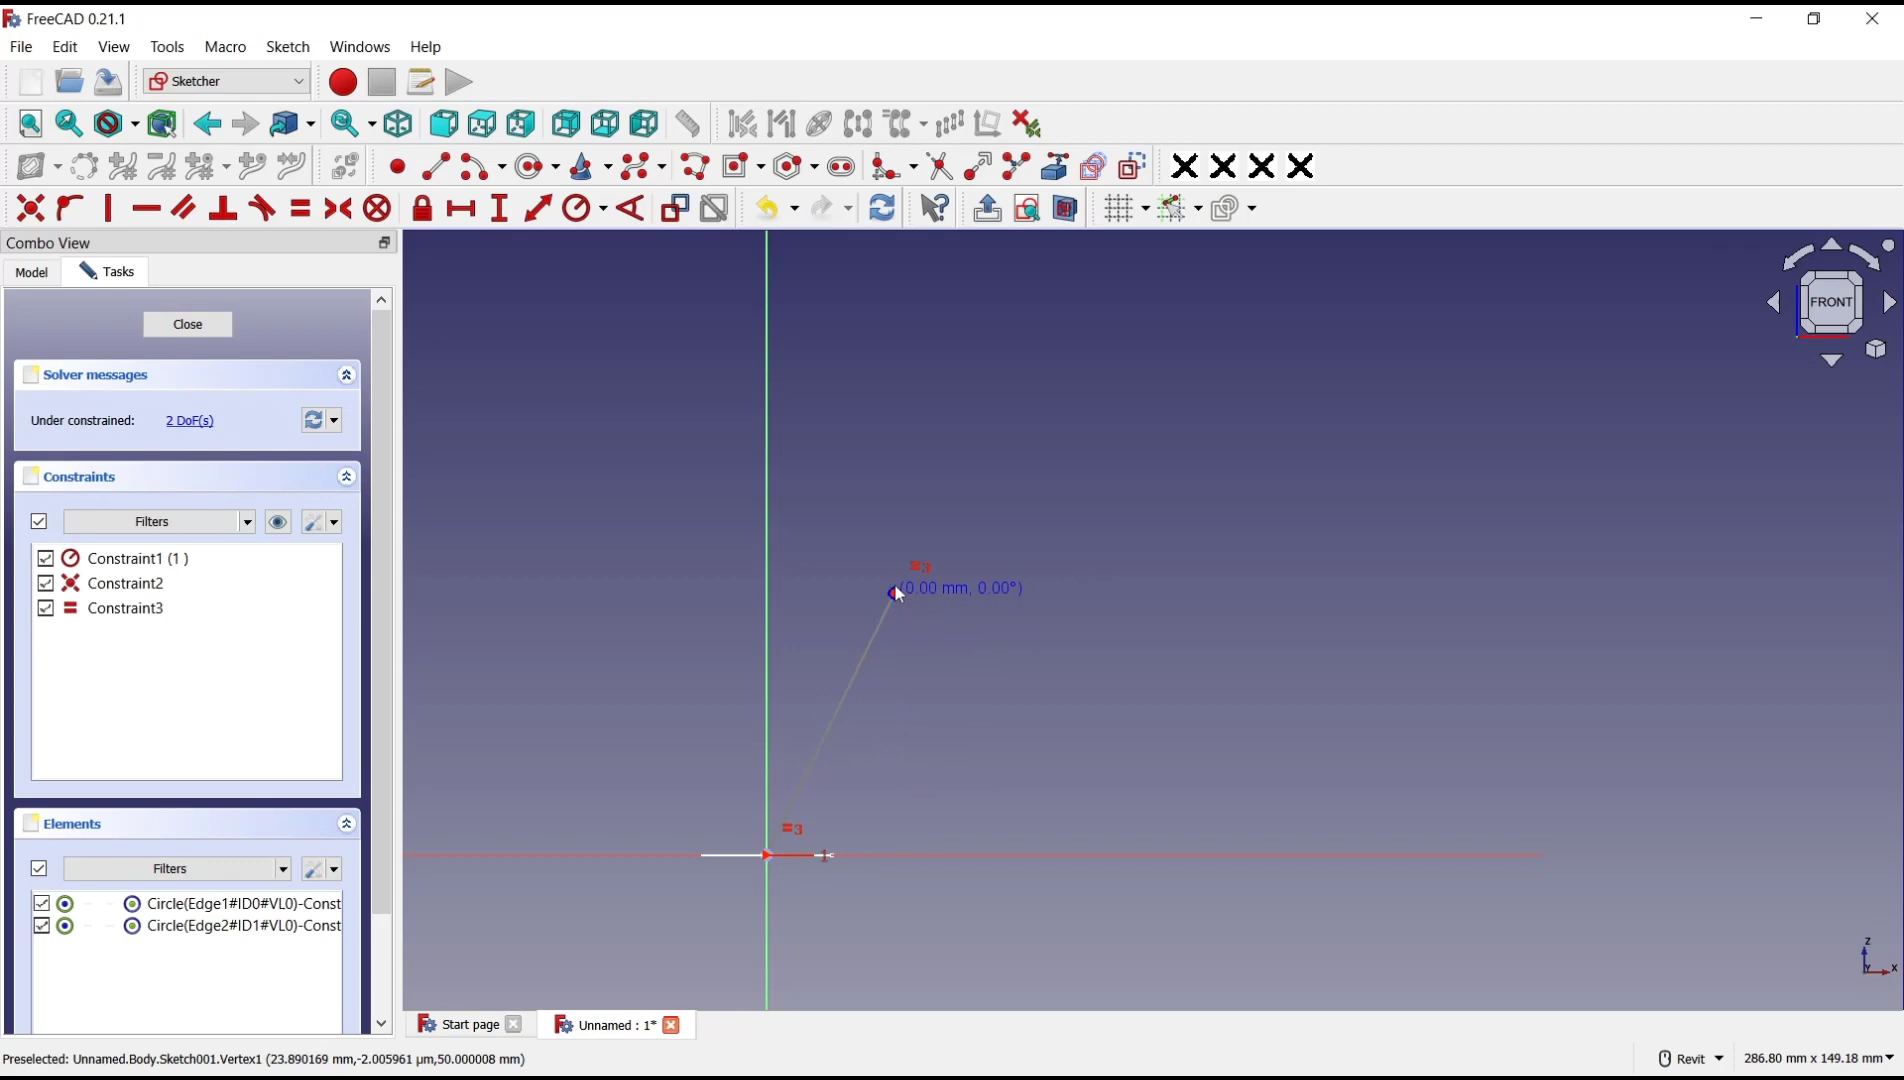 FreeCAD 0.21.1
File Edit View Tools Macro Sketch Windows Help
Sketcher
Combo View
Model Tasks
Close
Solver messages
Under constrained: 2 DoF(s)
Constraints
Filters
Constraint1 (1 )
Constraint2
Constraint3
Elements
Filters
Circle(Edge1#ID0#VL0)-Const
Circle(Edge2#ID1#VL0)-Const
FRONT
=3
(0.00 mm, 0.00°)
=3
1
Z
Y X
Start page Unnamed : 1*
Preselected: Unnamed.Body.Sketch001.Vertex1 (23.890169 mm,-2.005961 µm,50.000008 mm)
Revit 286.80 mm x 149.18 mm